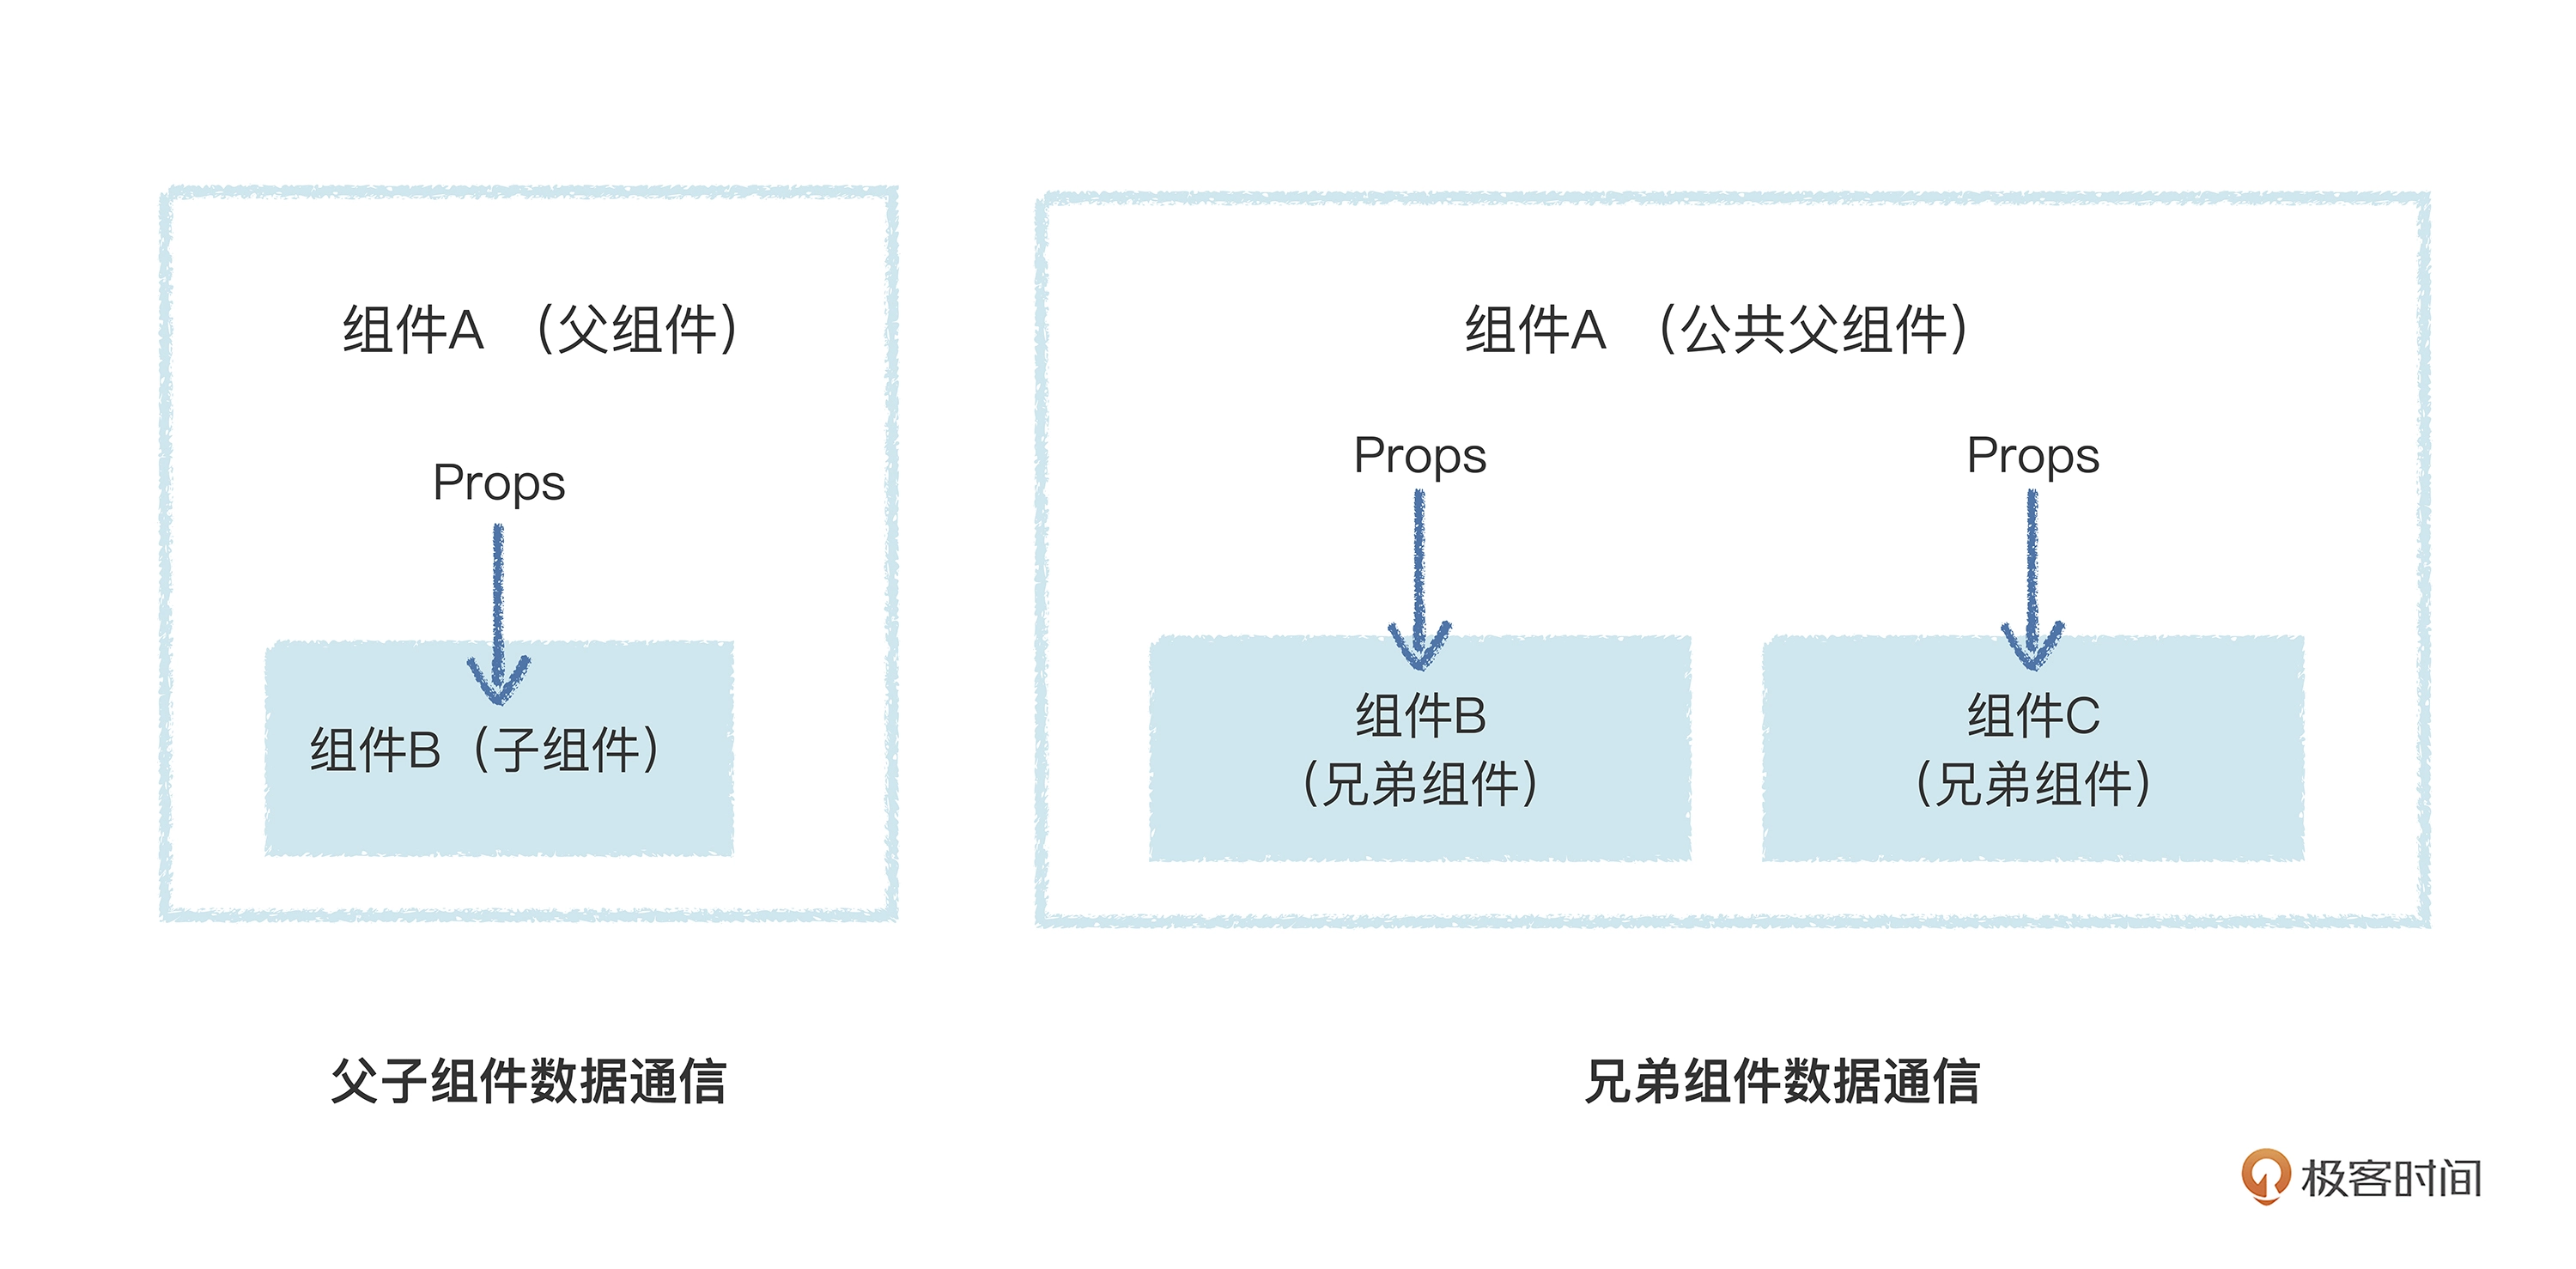 组件A （父组件）
Props
组件B（子组件）
父子组件数据通信
组件A （公共父组件）
Props
Props
组件B
（兄弟组件）
组件C
（兄弟组件）
兄弟组件数据通信
极客时间